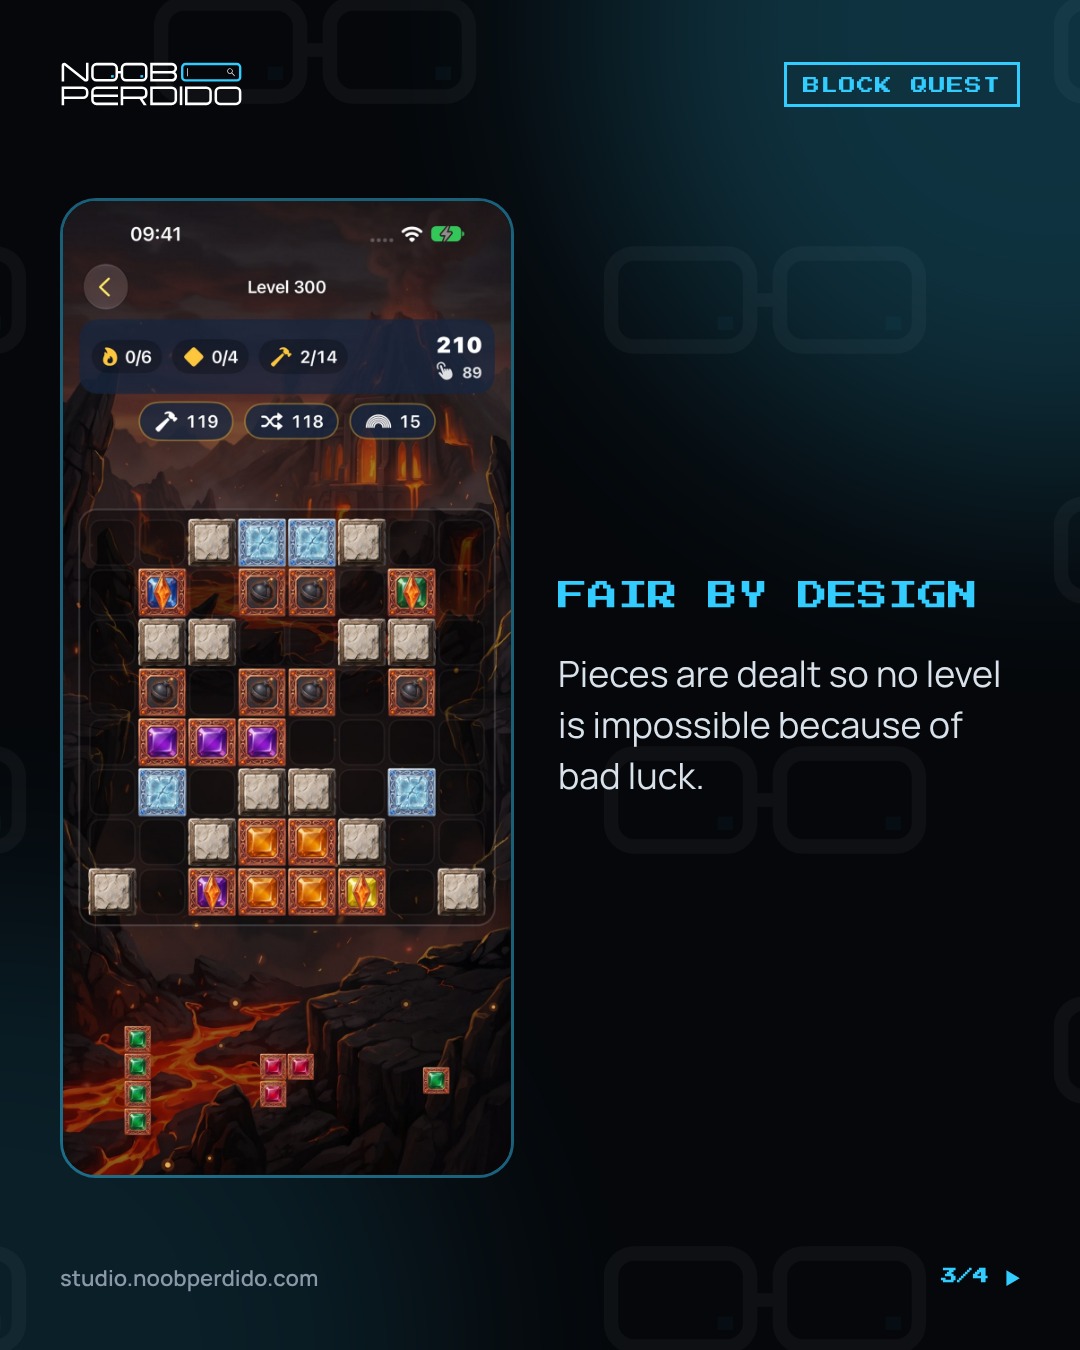 NOOB
PERDIDO
BLOCK QUEST
09:41
Level 300
0/6
0/4
2/14
210
89
119
118
15
FAIR BY DESIGN
Pieces are dealt so no level
is impossible because of
bad luck.
studio.noobperdido.com
3/4